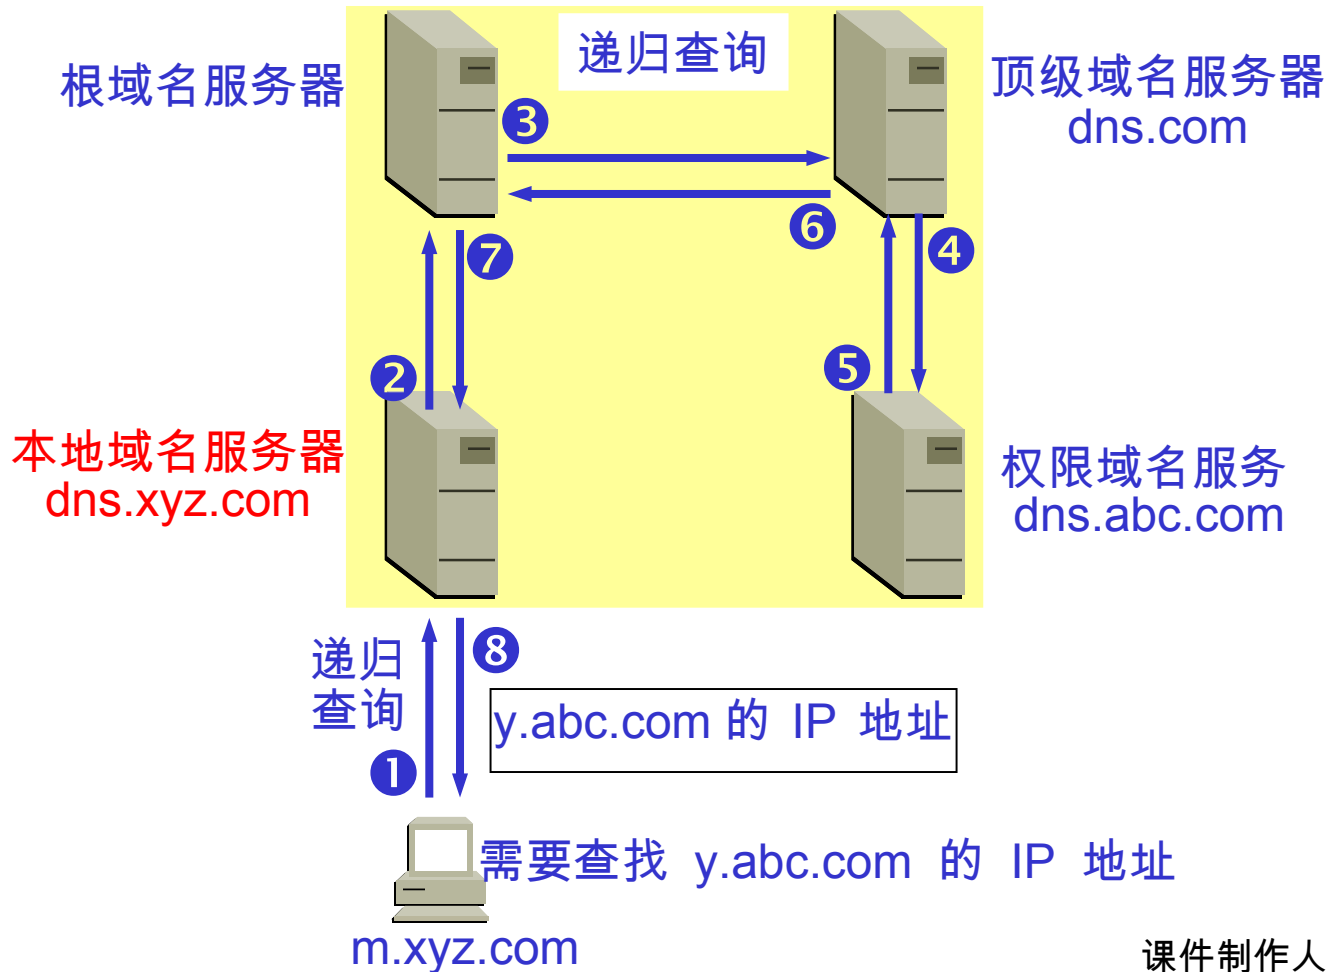 递归查询
根域名服务器
顶级域名服务器
dns.com
❸
❻
❼
❹
❷
❺
本地域名服务器
dns.xyz.com
权限域名服务
dns.abc.com
递归
查询
❽
y.abc.com 的 IP 地址
❶
需要查找 y.abc.com 的 IP 地址
m.xyz.com
课件制作人